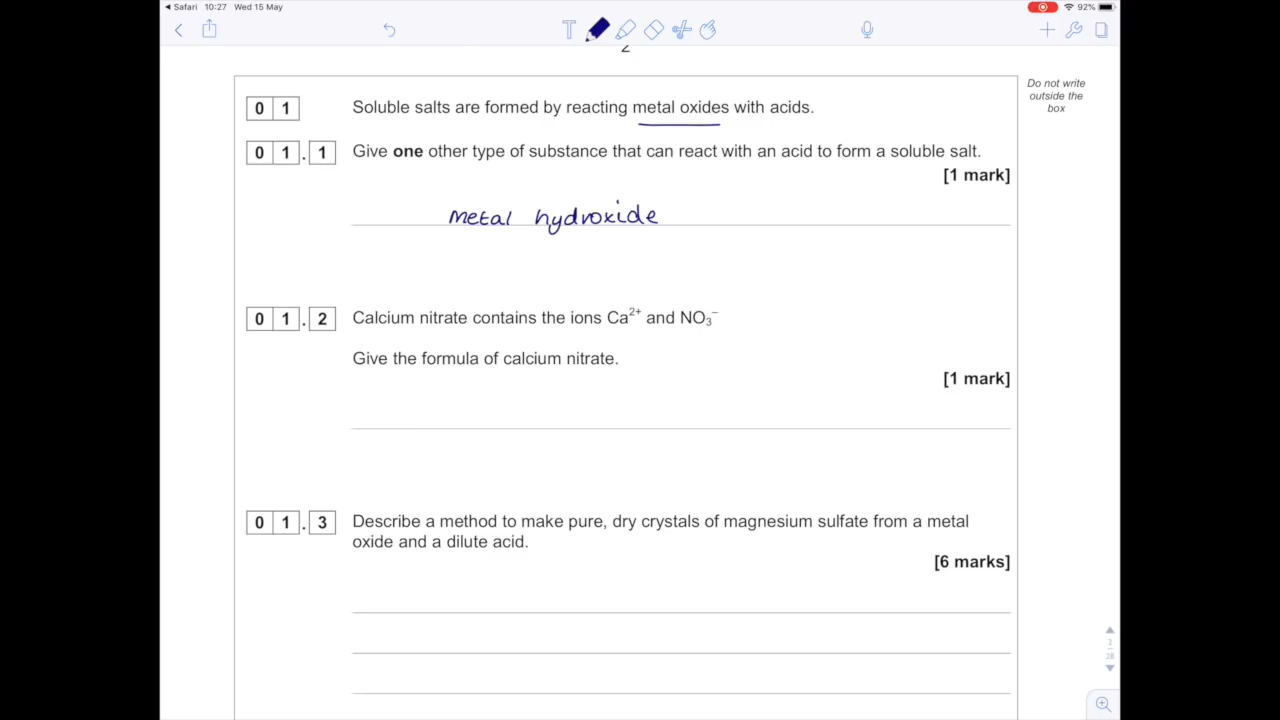 Safari 10:27 Wed 15 May 92%
T
2
Do not write
outside the
box
0 1 Soluble salts are formed by reacting metal oxides with acids.
0 1 . 1 Give one other type of substance that can react with an acid to form a soluble salt.
[1 mark]
metal hydroxide
0 1 . 2 Calcium nitrate contains the ions Ca²⁺ and NO₃⁻
Give the formula of calcium nitrate.
[1 mark]
0 1 . 3 Describe a method to make pure, dry crystals of magnesium sulfate from a metal
oxide and a dilute acid.
[6 marks]
28